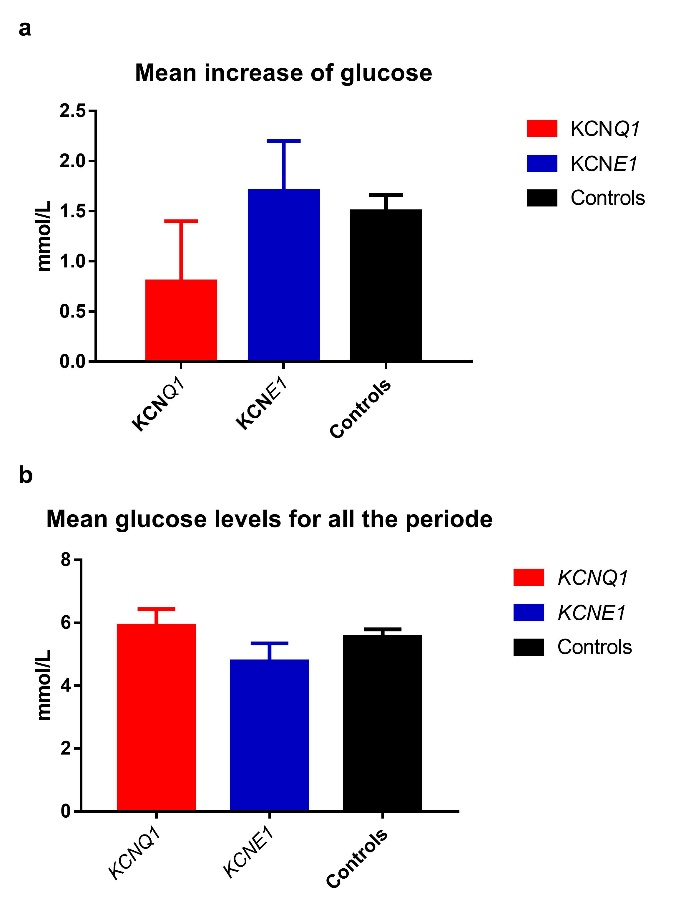 a
Mean increase of glucose
2.5
2.0
1.5
1.0
0.5
0.0
mmol/L
KCNQ1
KCNE1
Controls
KCNQ1
KCNE1
Controls
b
Mean glucose levels for all the periode
8
6
4
2
0
mmol/L
KCNQ1
KCNE1
Controls
KCNQ1
KCNE1
Controls